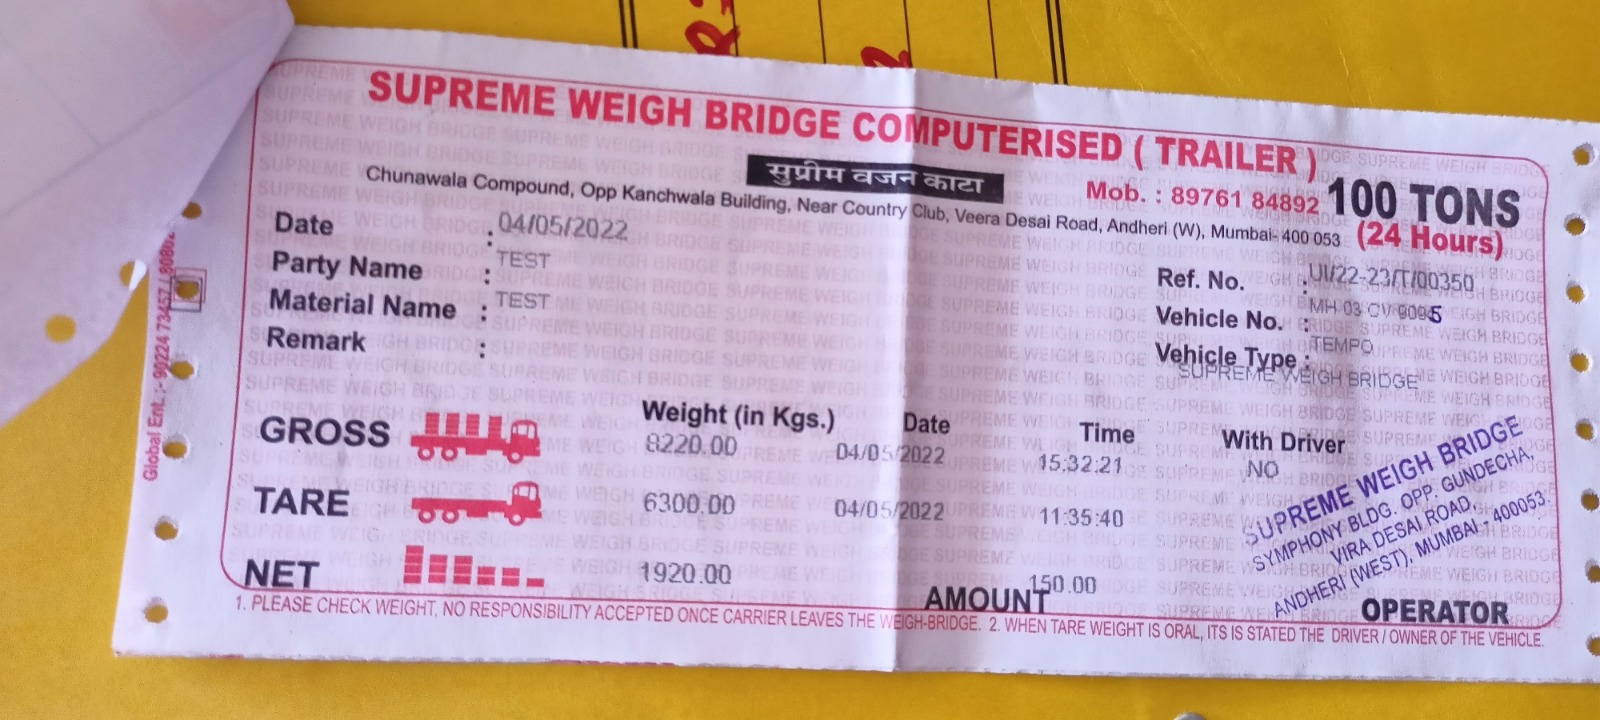 SUPREME WEIGH BRIDGE COMPUTERISED ( TRAILER )
सुप्रीम वजन काटा
Mob. : 89761 84892
100 TONS
(24 Hours)
Chunawala Compound, Opp Kanchwala Building, Near Country Club, Veera Desai Road, Andheri (W), Mumbai- 400 053
Date : 04/05/2022
Party Name : TEST
Material Name : TEST
Remark :
Ref. No. : UI/22-23/T/00350
Vehicle No. : MH 03 CV 9095
Vehicle Type : TEMPO
SUPREME WEIGH BRIDGE
Weight (in Kgs.) Date Time With Driver
GROSS 8220.00 04/05/2022 15:32:21 NO
TARE 6300.00 04/05/2022 11:35:40
NET 1920.00
AMOUNT 150.00
SUPREME WEIGH BRIDGE
SYMPHONY BLDG. OPP. GUNDECHA,
VIRA DESAI ROAD,
ANDHERI (WEST), MUMBAI - 400053.
OPERATOR
1. PLEASE CHECK WEIGHT, NO RESPONSIBILITY ACCEPTED ONCE CARRIER LEAVES THE WEIGH-BRIDGE. 2. WHEN TARE WEIGHT IS ORAL, ITS IS STATED THE DRIVER / OWNER OF THE VEHICLE.
Global Ent.:- 90224 73457 /